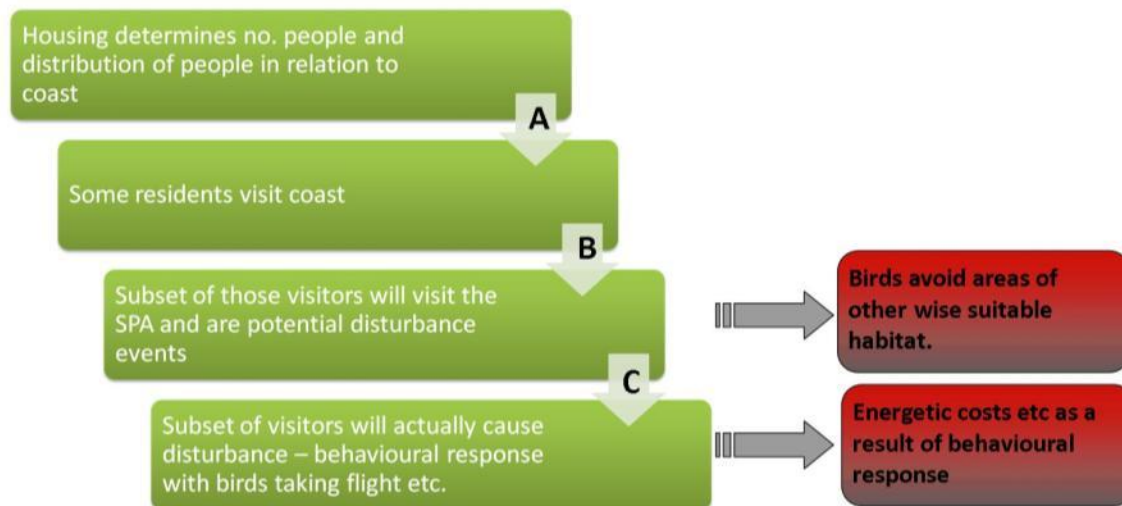 Housing determines no. people and
distribution of people in relation to
coast
A
Some residents visit coast
B
Subset of those visitors will visit the
SPA and are potential disturbance
events
Birds avoid areas of
other wise suitable
habitat.
C
Subset of visitors will actually cause
disturbance – behavioural response
with birds taking flight etc.
Energetic costs etc as a
result of behavioural
response